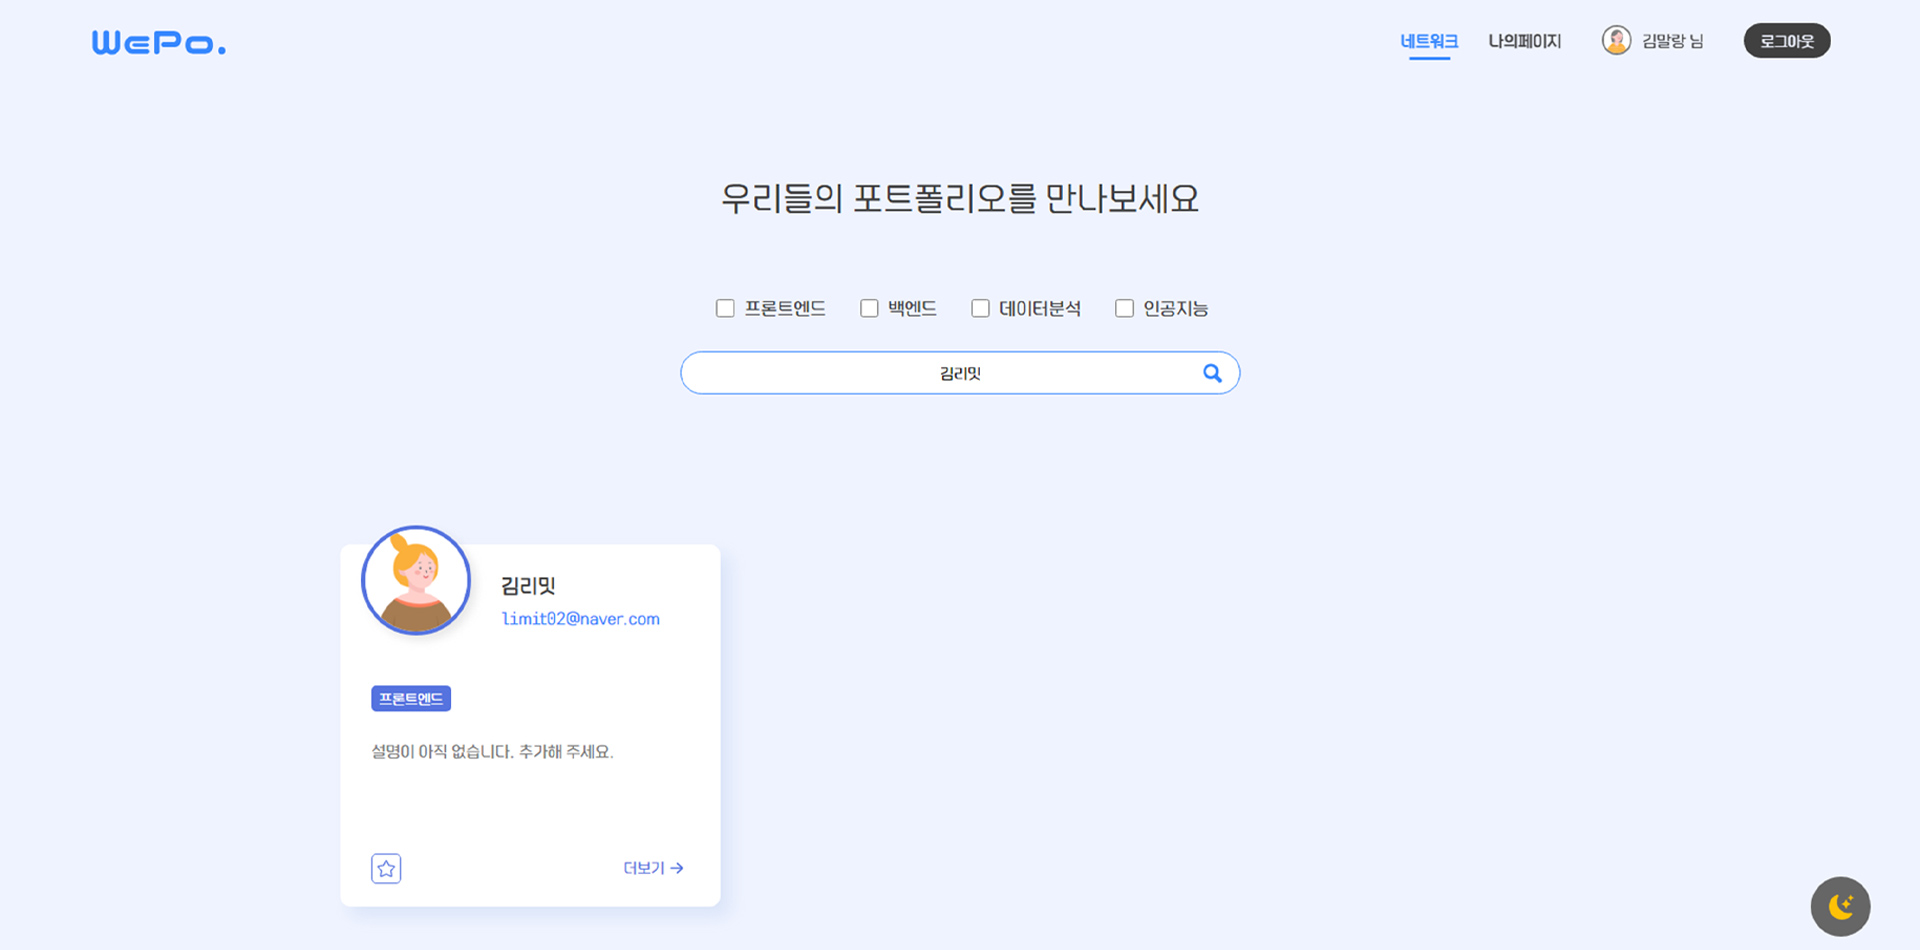 WePo.
네트워크 나의페이지 김말랑 님 로그아웃
우리들의 포트폴리오를 만나보세요
프론트엔드 백엔드 데이터분석 인공지능
김리밋
김리밋
limit02@naver.com
프론트엔드
설명이 아직 없습니다. 추가해 주세요.
더보기 →